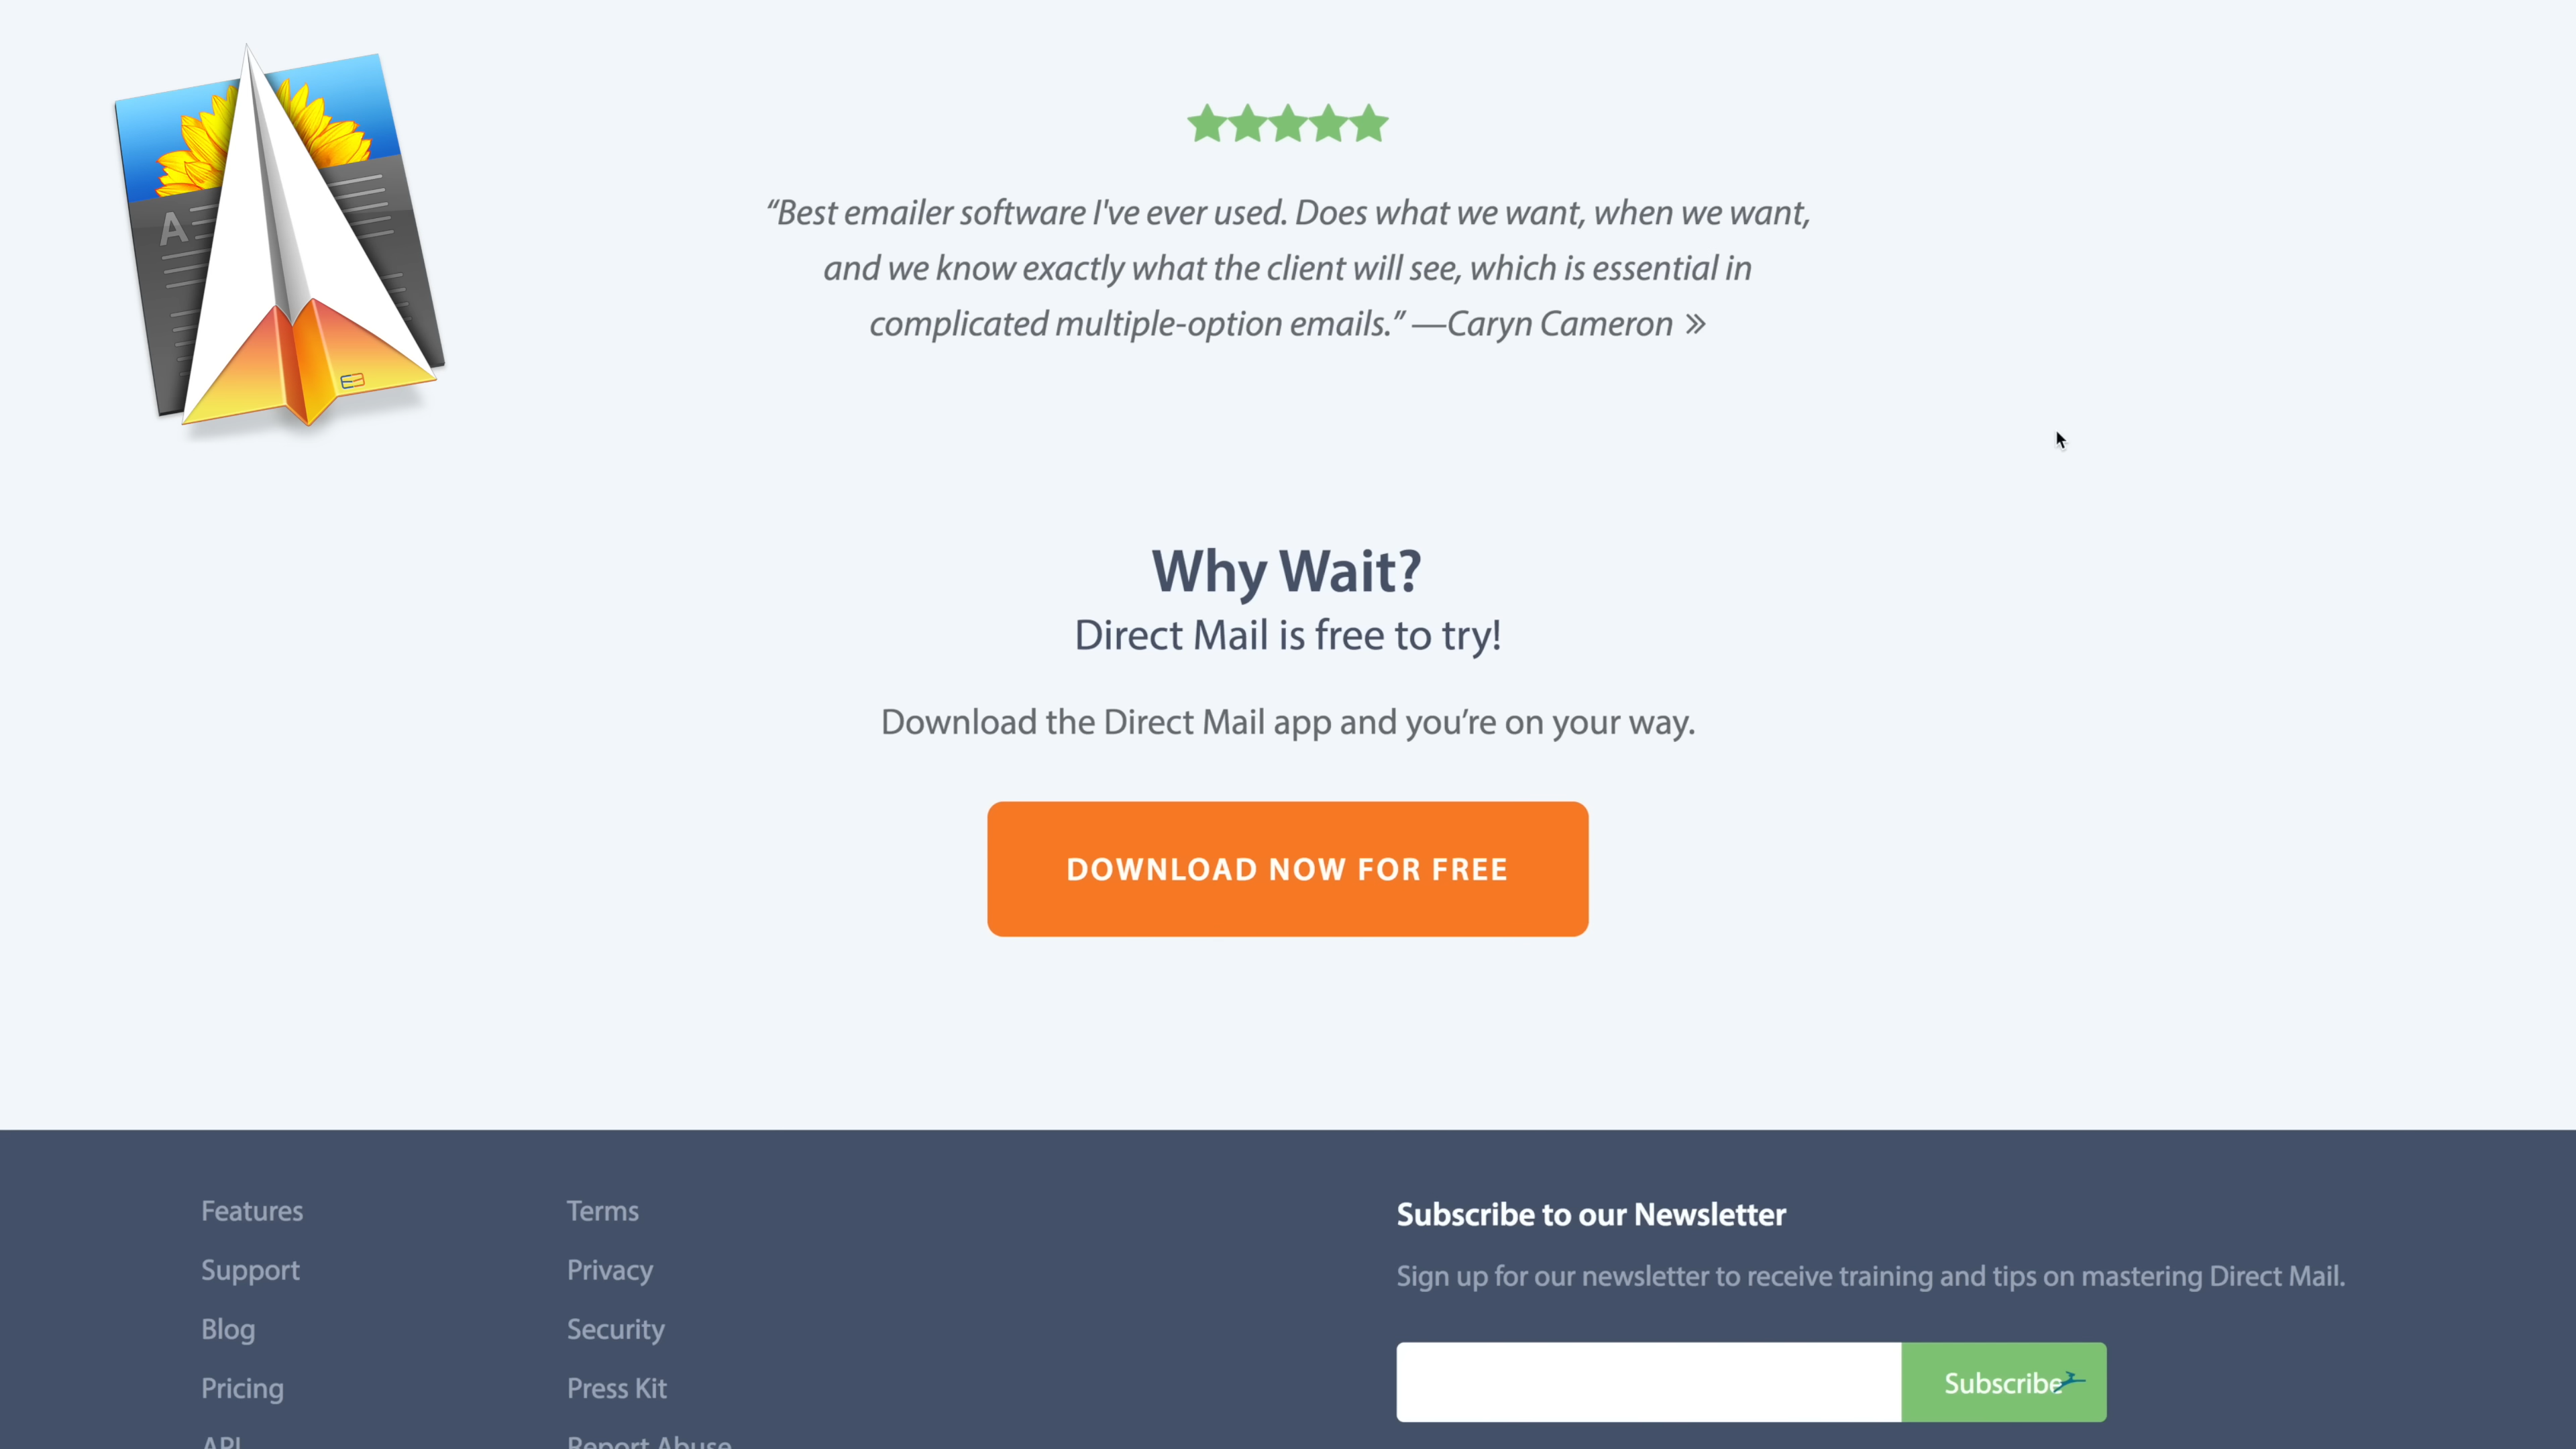 A
“Best emailer software I've ever used. Does what we want, when we want,
and we know exactly what the client will see, which is essential in
complicated multiple-option emails.” —Caryn Cameron »
Why Wait?
Direct Mail is free to try!
Download the Direct Mail app and you’re on your way.
DOWNLOAD NOW FOR FREE
Features
Support
Blog
Pricing
API
Terms
Privacy
Security
Press Kit
Report Abuse
Subscribe to our Newsletter
Sign up for our newsletter to receive training and tips on mastering Direct Mail.
Subscribe